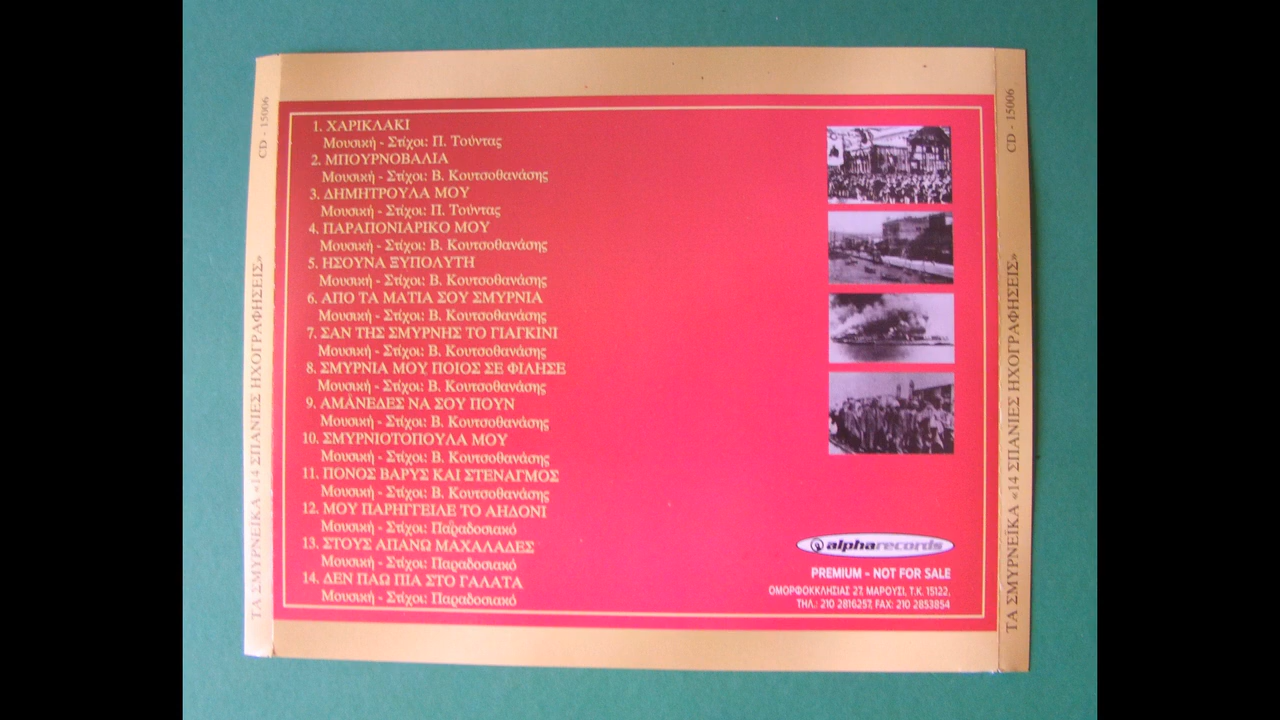 ΤΑ ΣΜΥΡΝΕΪΚΑ «14 ΣΠΑΝΙΕΣ ΗΧΟΓΡΑΦΗΣΕΙΣ»
CD - 15006
1. ΧΑΡΙΚΛΑΚΙ
Μουσική - Στίχοι: Π. Τούντας
2. ΜΠΟΥΡΝΟΒΑΛΙΑ
Μουσική - Στίχοι: Β. Κουτσοθανάσης
3. ΔΗΜΗΤΡΟΥΛΑ ΜΟΥ
Μουσική - Στίχοι: Π. Τούντας
4. ΠΑΡΑΠΟΝΙΑΡΙΚΟ ΜΟΥ
Μουσική - Στίχοι: Β. Κουτσοθανάσης
5. ΗΣΟΥΝΑ ΞΥΠΟΛΥΤΗ
Μουσική - Στίχοι: Β. Κουτσοθανάσης
6. ΑΠΟ ΤΑ ΜΑΤΙΑ ΣΟΥ ΣΜΥΡΝΙΑ
Μουσική - Στίχοι: Β. Κουτσοθανάσης
7. ΣΑΝ ΤΗΣ ΣΜΥΡΝΗΣ ΤΟ ΓΙΑΓΚΙΝΙ
Μουσική - Στίχοι: Β. Κουτσοθανάσης
8. ΣΜΥΡΝΙΑ ΜΟΥ ΠΟΙΟΣ ΣΕ ΦΙΛΗΣΕ
Μουσική - Στίχοι: Β. Κουτσοθανάσης
9. ΑΜΑΝΕΔΕΣ ΝΑ ΣΟΥ ΠΟΥΝ
Μουσική - Στίχοι: Β. Κουτσοθανάσης
10. ΣΜΥΡΝΙΟΤΟΠΟΥΛΑ ΜΟΥ
Μουσική - Στίχοι: Β. Κουτσοθανάσης
11. ΠΟΝΟΣ ΒΑΡΥΣ ΚΑΙ ΣΤΕΝΑΓΜΟΣ
Μουσική - Στίχοι: Β. Κουτσοθανάσης
12. ΜΟΥ ΠΑΡΗΓΓΕΙΛΕ ΤΟ ΑΗΔΟΝΙ
Μουσική - Στίχοι: Παραδοσιακό
13. ΣΤΟΥΣ ΑΠΑΝΩ ΜΑΧΑΛΑΔΕΣ
Μουσική - Στίχοι: Παραδοσιακό
14. ΔΕΝ ΠΑΩ ΠΙΑ ΣΤΟ ΓΑΛΑΤΑ
Μουσική - Στίχοι: Παραδοσιακό
alpharecords
PREMIUM - NOT FOR SALE
ΟΜΟΡΦΟΚΚΛΗΣΙΑΣ 27, ΜΑΡΟΥΣΙ, Τ.Κ. 15122,
ΤΗΛ.: 210 2816257, FAX: 210 2853854
ΤΑ ΣΜΥΡΝΕΪΚΑ «14 ΣΠΑΝΙΕΣ ΗΧΟΓΡΑΦΗΣΕΙΣ»
CD - 15006